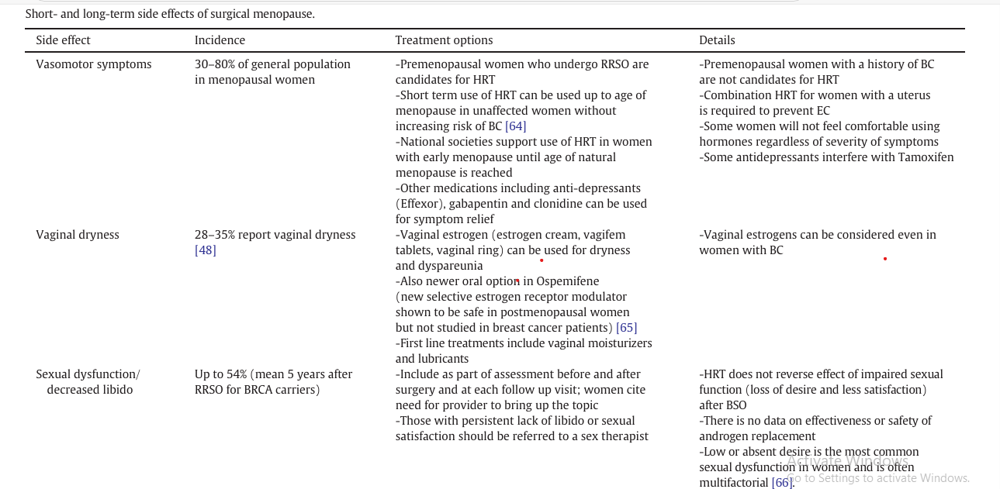 Short- and long-term side effects of surgical menopause.
Side effect Incidence Treatment options Details
Vasomotor symptoms
30–80% of general population
in menopausal women
-Premenopausal women who undergo RRSO are
candidates for HRT
-Short term use of HRT can be used up to age of
menopause in unaffected women without
increasing risk of BC [64]
-National societies support use of HRT in women
with early menopause until age of natural
menopause is reached
-Other medications including anti-depressants
(Effexor), gabapentin and clonidine can be used
for symptom relief
-Premenopausal women with a history of BC
are not candidates for HRT
-Combination HRT for women with a uterus
is required to prevent EC
-Some women will not feel comfortable using
hormones regardless of severity of symptoms
-Some antidepressants interfere with Tamoxifen
Vaginal dryness
28–35% report vaginal dryness
[48]
-Vaginal estrogen (estrogen cream, vagifem
tablets, vaginal ring) can be used for dryness
and dyspareunia
-Also newer oral option in Ospemifene
(new selective estrogen receptor modulator
shown to be safe in postmenopausal women
but not studied in breast cancer patients) [65]
-First line treatments include vaginal moisturizers
and lubricants
-Vaginal estrogens can be considered even in
women with BC
Sexual dysfunction/
decreased libido
Up to 54% (mean 5 years after
RRSO for BRCA carriers)
-Include as part of assessment before and after
surgery and at each follow up visit; women cite
need for provider to bring up the topic
-Those with persistent lack of libido or sexual
satisfaction should be referred to a sex therapist
-HRT does not reverse effect of impaired sexual
function (loss of desire and less satisfaction)
after BSO
-There is no data on effectiveness or safety of
androgen replacement
-Low or absent desire is the most common
sexual dysfunction in women and is often
multifactorial [66].
Activate Windows
Go to Settings to activate Windows.